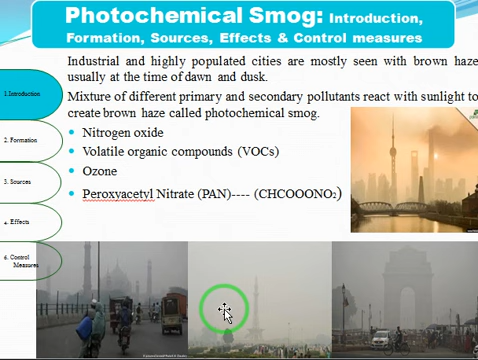 Photochemical Smog: Introduction,
Formation, Sources, Effects & Control measures
Industrial and highly populated cities are mostly seen with brown haze
usually at the time of dawn and dusk.
Mixture of different primary and secondary pollutants react with sunlight to
create brown haze called photochemical smog.
• Nitrogen oxide
• Volatile organic compounds (VOCs)
• Ozone
• Peroxyacetyl Nitrate (PAN)---- (CHCOOONO₂)
1.Introduction
2. Formation
3. Sources
4. Effects
6. Control
Measures